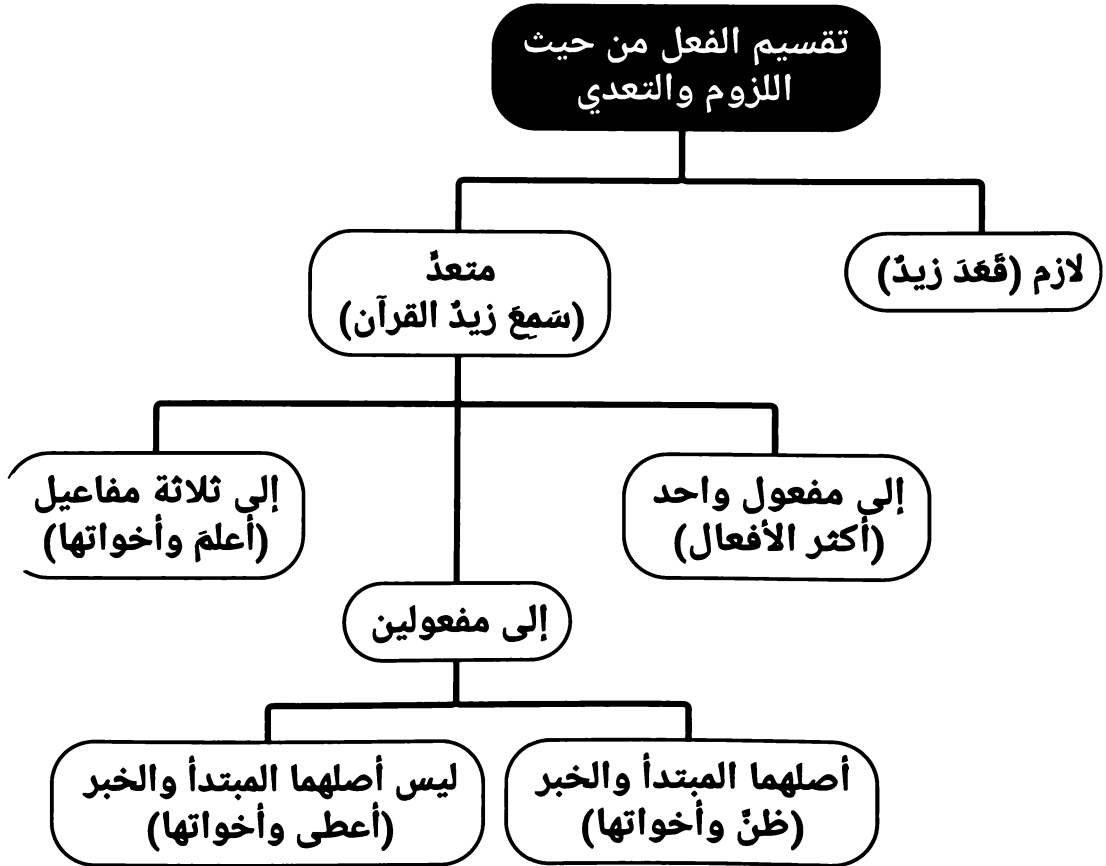 تقسيم الفعل من حيث
اللزوم والتعدي
لازم (قَعَدَ زيدٌ)
متعدٍّ
(سَمِعَ زيدٌ القرآن)
إلى مفعول واحد
(أكثر الأفعال)
إلى ثلاثة مفاعيل
(أعلمَ وأخواتها)
إلى مفعولين
أصلهما المبتدأ والخبر
(ظنَّ وأخواتها)
ليس أصلهما المبتدأ والخبر
(أعطى وأخواتها)